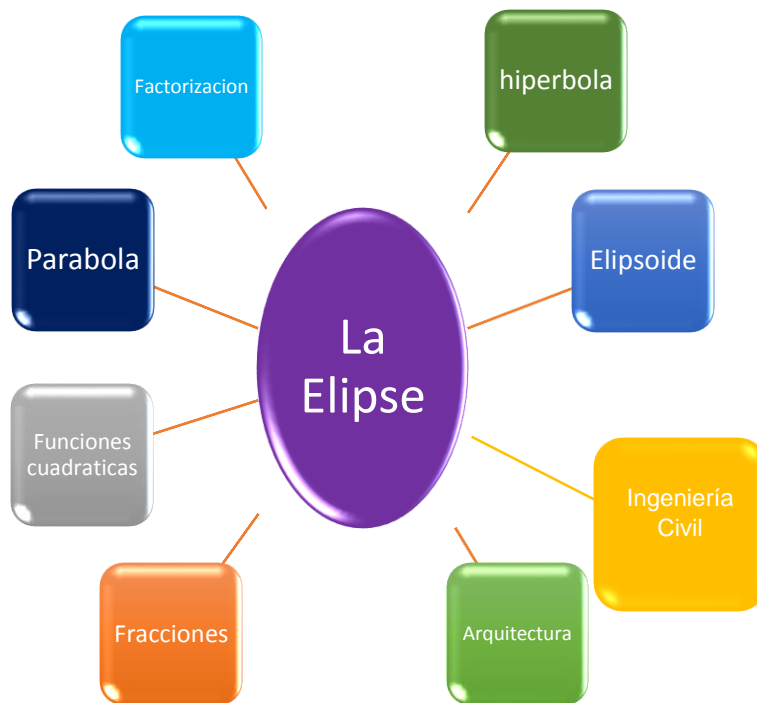 Factorizacion
hiperbola
Parabola
Elipsoide
La
Elipse
Funciones
cuadraticas
Ingeniería
Civil
Fracciones
Arquitectura